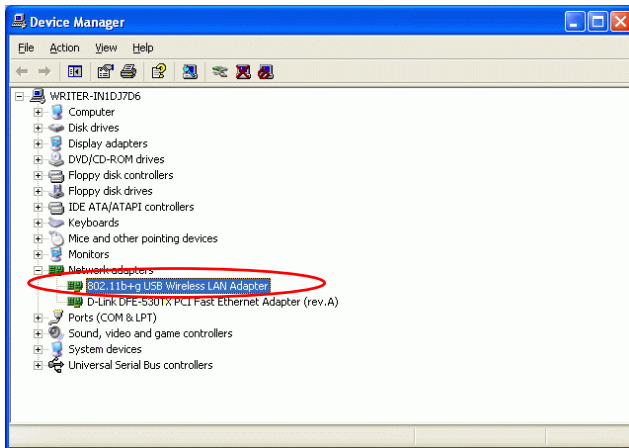 Device Manager
File Action View Help
WRITER-IN1DJ7D6
Computer
Disk drives
Display adapters
DVD/CD-ROM drives
Floppy disk controllers
Floppy disk drives
IDE ATA/ATAPI controllers
Keyboards
Mice and other pointing devices
Monitors
Network adapters
802.11b+g USB Wireless LAN Adapter
D-Link DFE-530TX PCI Fast Ethernet Adapter (rev.A)
Ports (COM & LPT)
Sound, video and game controllers
System devices
Universal Serial Bus controllers